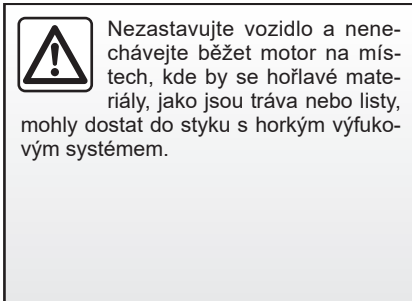 Nezastavujte vozidlo a nene-
chávejte běžet motor na mís-
tech, kde by se hořlavé mate-
riály, jako jsou tráva nebo listy,
mohly dostat do styku s horkým výfuko-
vým systémem.